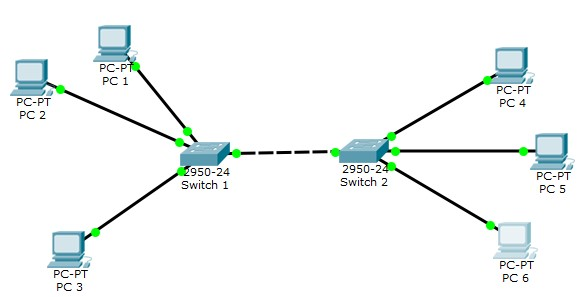 PC-PT
PC 1
PC-PT
PC 2
PC-PT
PC 3
2950-24
Switch 1
2950-24
Switch 2
PC-PT
PC 4
PC-PT
PC 5
PC-PT
PC 6